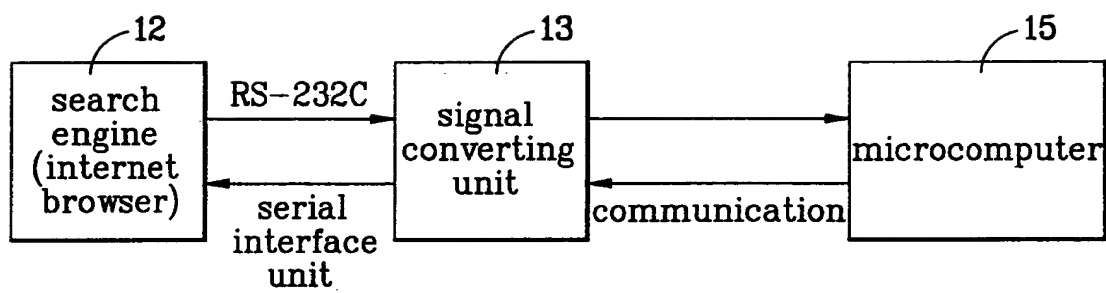 12
13
15
search
engine
(internet
browser)
RS-232C
serial
interface
unit
signal
converting
unit
communication
microcomputer